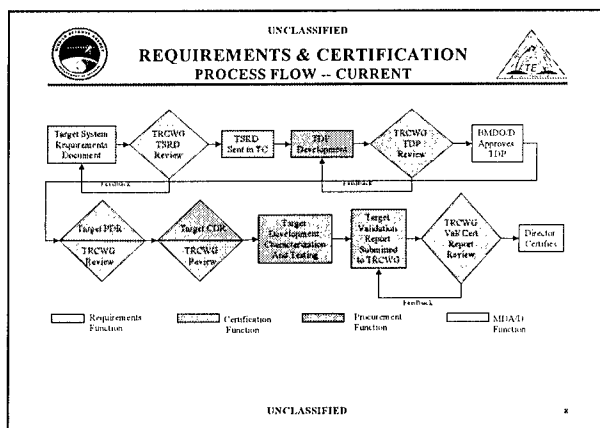 UNCLASSIFIED
REQUIREMENTS & CERTIFICATION
PROCESS FLOW -- CURRENT
TE
Target System
Requirements
Document
TRCWG
TSRD
Review
TSRD
Sent to TC
TDP
Development
TRCWG
TDP
Review
BMDO/D
Approves
TDP
Feedback
Feedback
Target PDR
TRCWG
Review
Target CDR
TRCWG
Review
Target
Development
Characterization
And Testing
Target
Validation
Report
Submitted
to TRCWG
TRCWG
Val/Cert
Report
Review
Director
Certifies
Feedback
Requirements
Function
Certification
Function
Procurement
Function
MDA/D
Function
UNCLASSIFIED
8